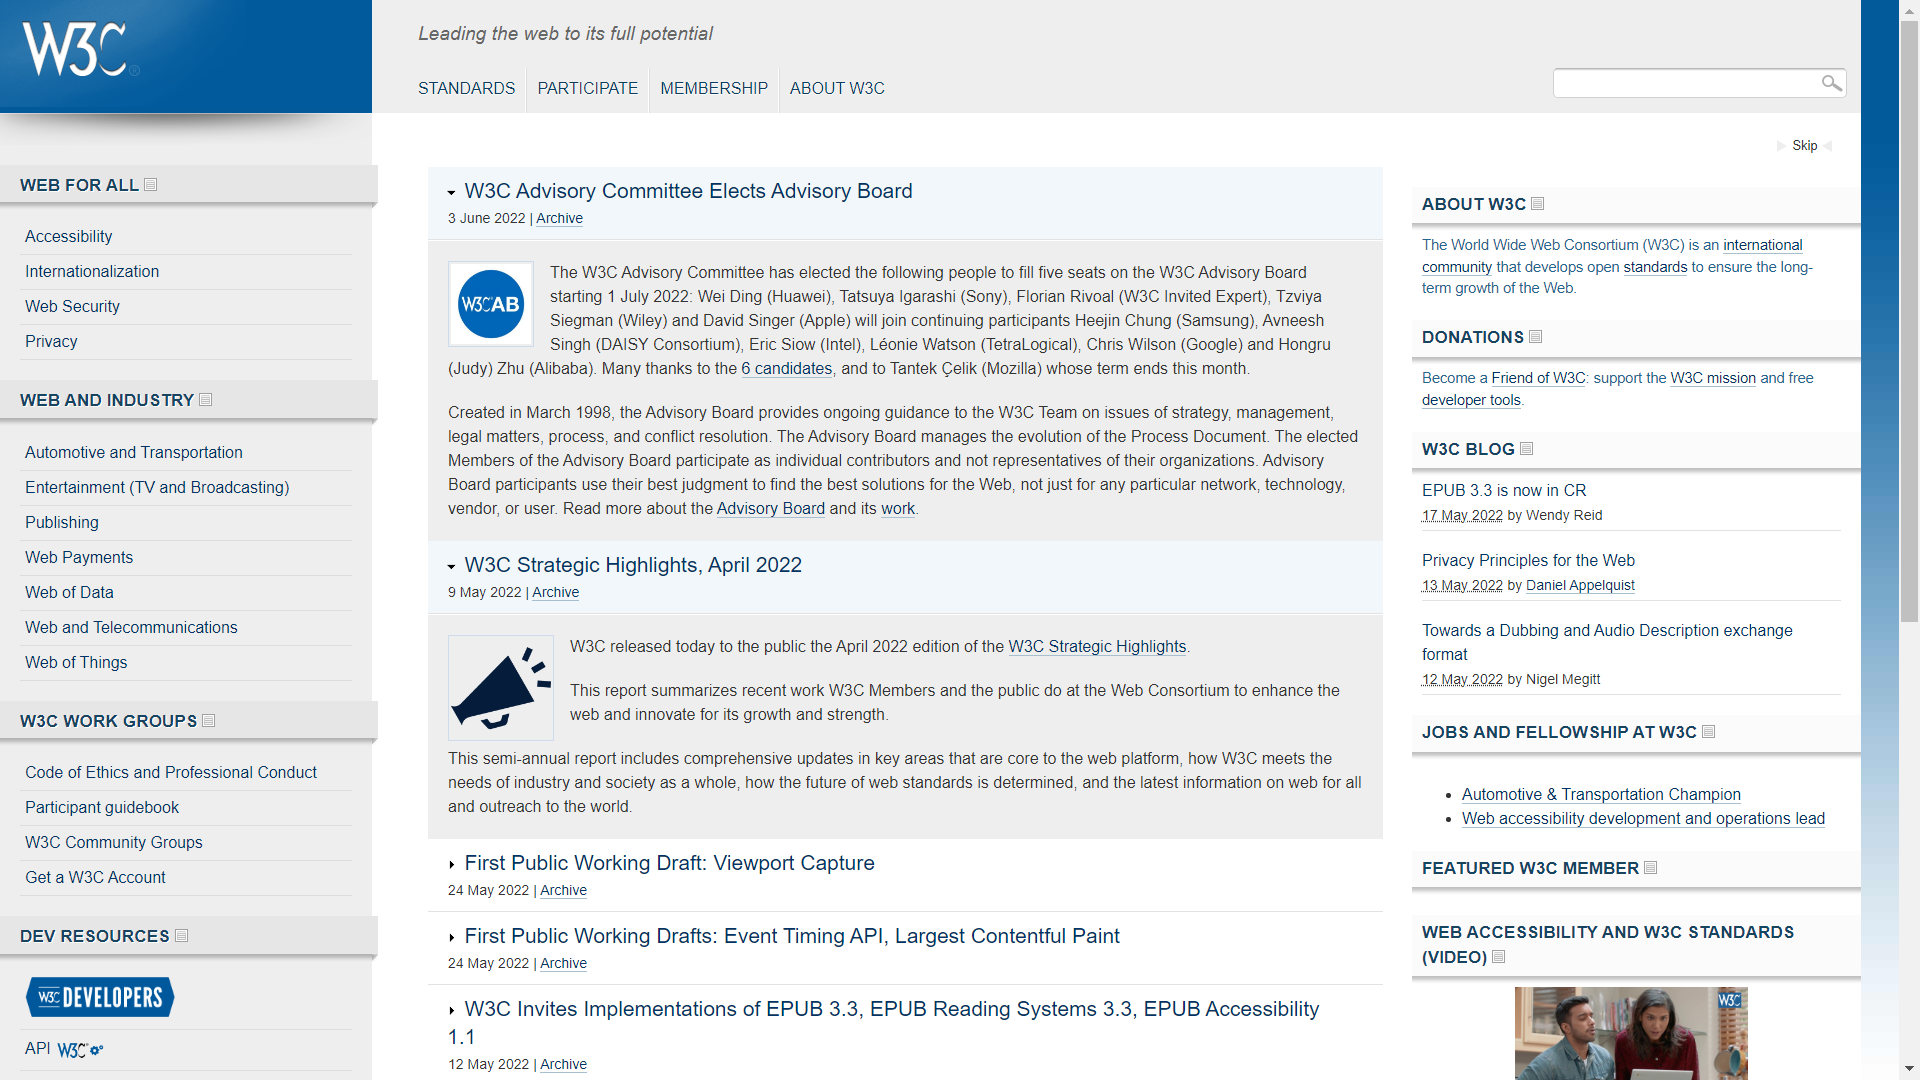 W3C®
Leading the web to its full potential
STANDARDS PARTICIPATE MEMBERSHIP ABOUT W3C
Skip
WEB FOR ALL
Accessibility
Internationalization
Web Security
Privacy
WEB AND INDUSTRY
Automotive and Transportation
Entertainment (TV and Broadcasting)
Publishing
Web Payments
Web of Data
Web and Telecommunications
Web of Things
W3C WORK GROUPS
Code of Ethics and Professional Conduct
Participant guidebook
W3C Community Groups
Get a W3C Account
DEV RESOURCES
W3C DEVELOPERS
API W3C
W3C Advisory Committee Elects Advisory Board
3 June 2022 | Archive
W3C AB
The W3C Advisory Committee has elected the following people to fill five seats on the W3C Advisory Board
starting 1 July 2022: Wei Ding (Huawei), Tatsuya Igarashi (Sony), Florian Rivoal (W3C Invited Expert), Tzviya
Siegman (Wiley) and David Singer (Apple) will join continuing participants Heejin Chung (Samsung), Avneesh
Singh (DAISY Consortium), Eric Siow (Intel), Léonie Watson (TetraLogical), Chris Wilson (Google) and Hongru
(Judy) Zhu (Alibaba). Many thanks to the 6 candidates, and to Tantek Çelik (Mozilla) whose term ends this month.
Created in March 1998, the Advisory Board provides ongoing guidance to the W3C Team on issues of strategy, management,
legal matters, process, and conflict resolution. The Advisory Board manages the evolution of the Process Document. The elected
Members of the Advisory Board participate as individual contributors and not representatives of their organizations. Advisory
Board participants use their best judgment to find the best solutions for the Web, not just for any particular network, technology,
vendor, or user. Read more about the Advisory Board and its work.
W3C Strategic Highlights, April 2022
9 May 2022 | Archive
W3C released today to the public the April 2022 edition of the W3C Strategic Highlights.
This report summarizes recent work W3C Members and the public do at the Web Consortium to enhance the
web and innovate for its growth and strength.
This semi-annual report includes comprehensive updates in key areas that are core to the web platform, how W3C meets the
needs of industry and society as a whole, how the future of web standards is determined, and the latest information on web for all
and outreach to the world.
First Public Working Draft: Viewport Capture
24 May 2022 | Archive
First Public Working Drafts: Event Timing API, Largest Contentful Paint
24 May 2022 | Archive
W3C Invites Implementations of EPUB 3.3, EPUB Reading Systems 3.3, EPUB Accessibility
1.1
12 May 2022 | Archive
ABOUT W3C
The World Wide Web Consortium (W3C) is an international
community that develops open standards to ensure the long-
term growth of the Web.
DONATIONS
Become a Friend of W3C: support the W3C mission and free
developer tools.
W3C BLOG
EPUB 3.3 is now in CR
17 May 2022 by Wendy Reid
Privacy Principles for the Web
13 May 2022 by Daniel Appelquist
Towards a Dubbing and Audio Description exchange
format
12 May 2022 by Nigel Megitt
JOBS AND FELLOWSHIP AT W3C
Automotive & Transportation Champion
Web accessibility development and operations lead
FEATURED W3C MEMBER
WEB ACCESSIBILITY AND W3C STANDARDS
(VIDEO)
W3C